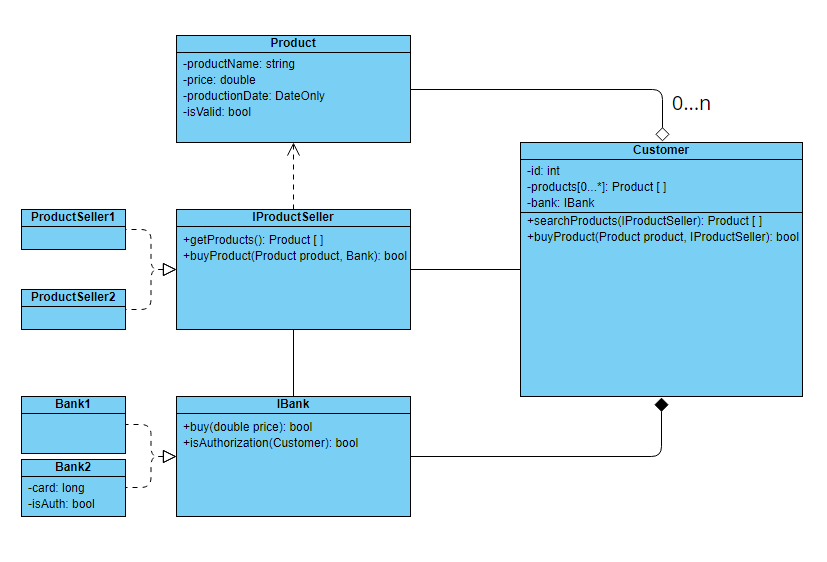 Product
-productName: string
-price: double
-productionDate: DateOnly
-isValid: bool
0...n
Customer
-id: int
-products[0...*]: Product [ ]
-bank: IBank
+searchProducts(IProductSeller): Product [ ]
+buyProduct(Product product, IProductSeller): bool
ProductSeller1
ProductSeller2
IProductSeller
+getProducts(): Product [ ]
+buyProduct(Product product, Bank): bool
Bank1
Bank2
-card: long
-isAuth: bool
IBank
+buy(double price): bool
+isAuthorization(Customer): bool